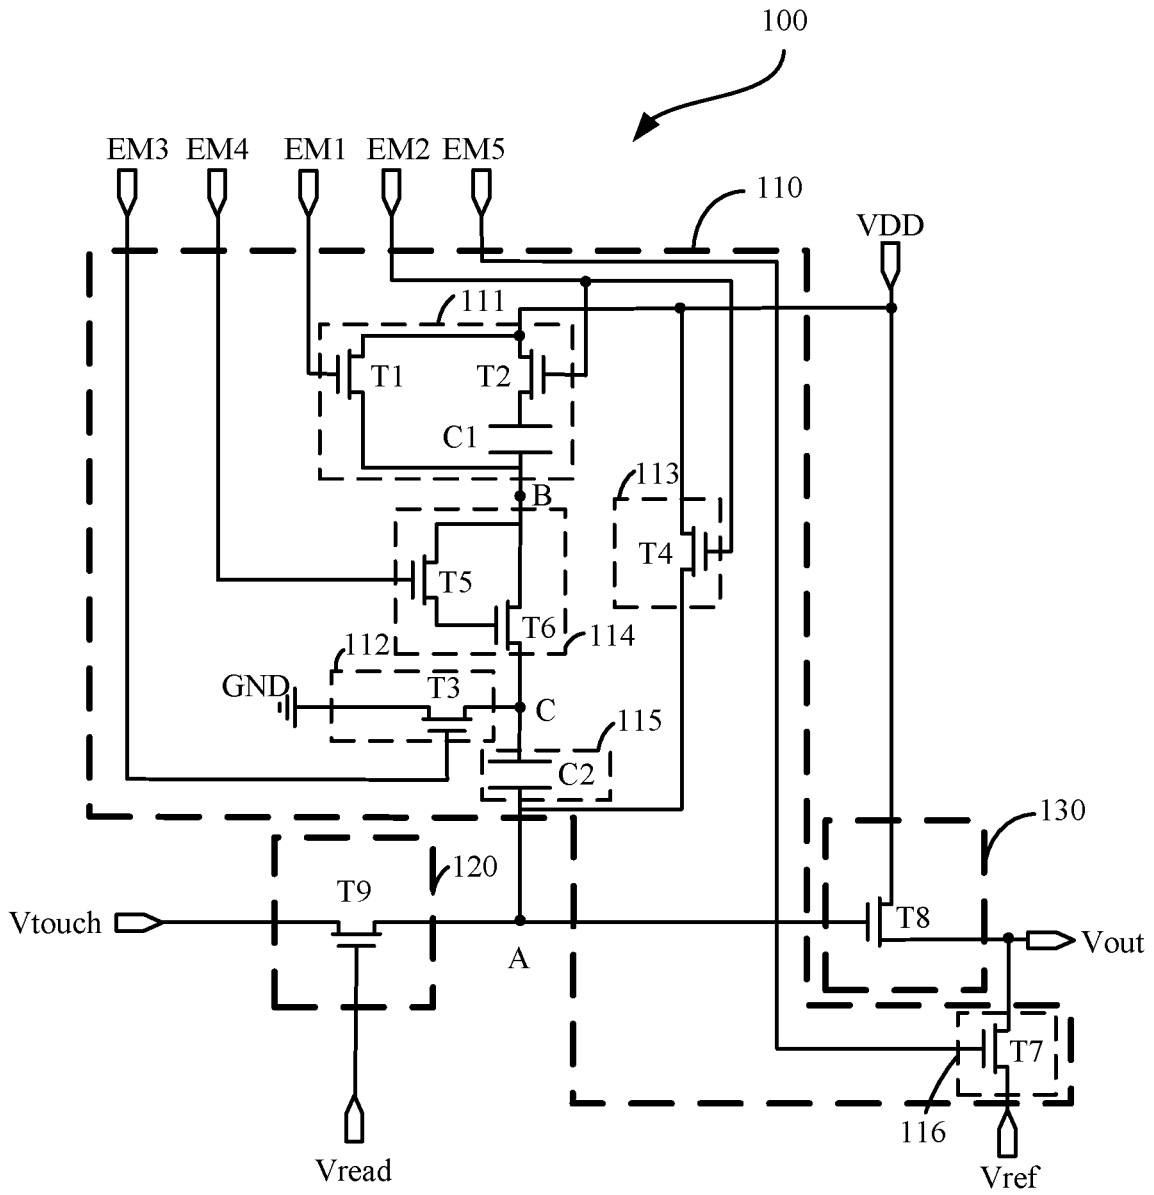 100
EM3 EM4 EM1 EM2 EM5
110
VDD
111
T1 T2
C1
113
B
T4
T5
T6
114
112
GND
T3
C
115
C2
130
120
T9
T8
Vtouch
A
Vout
T7
116
Vread
Vref